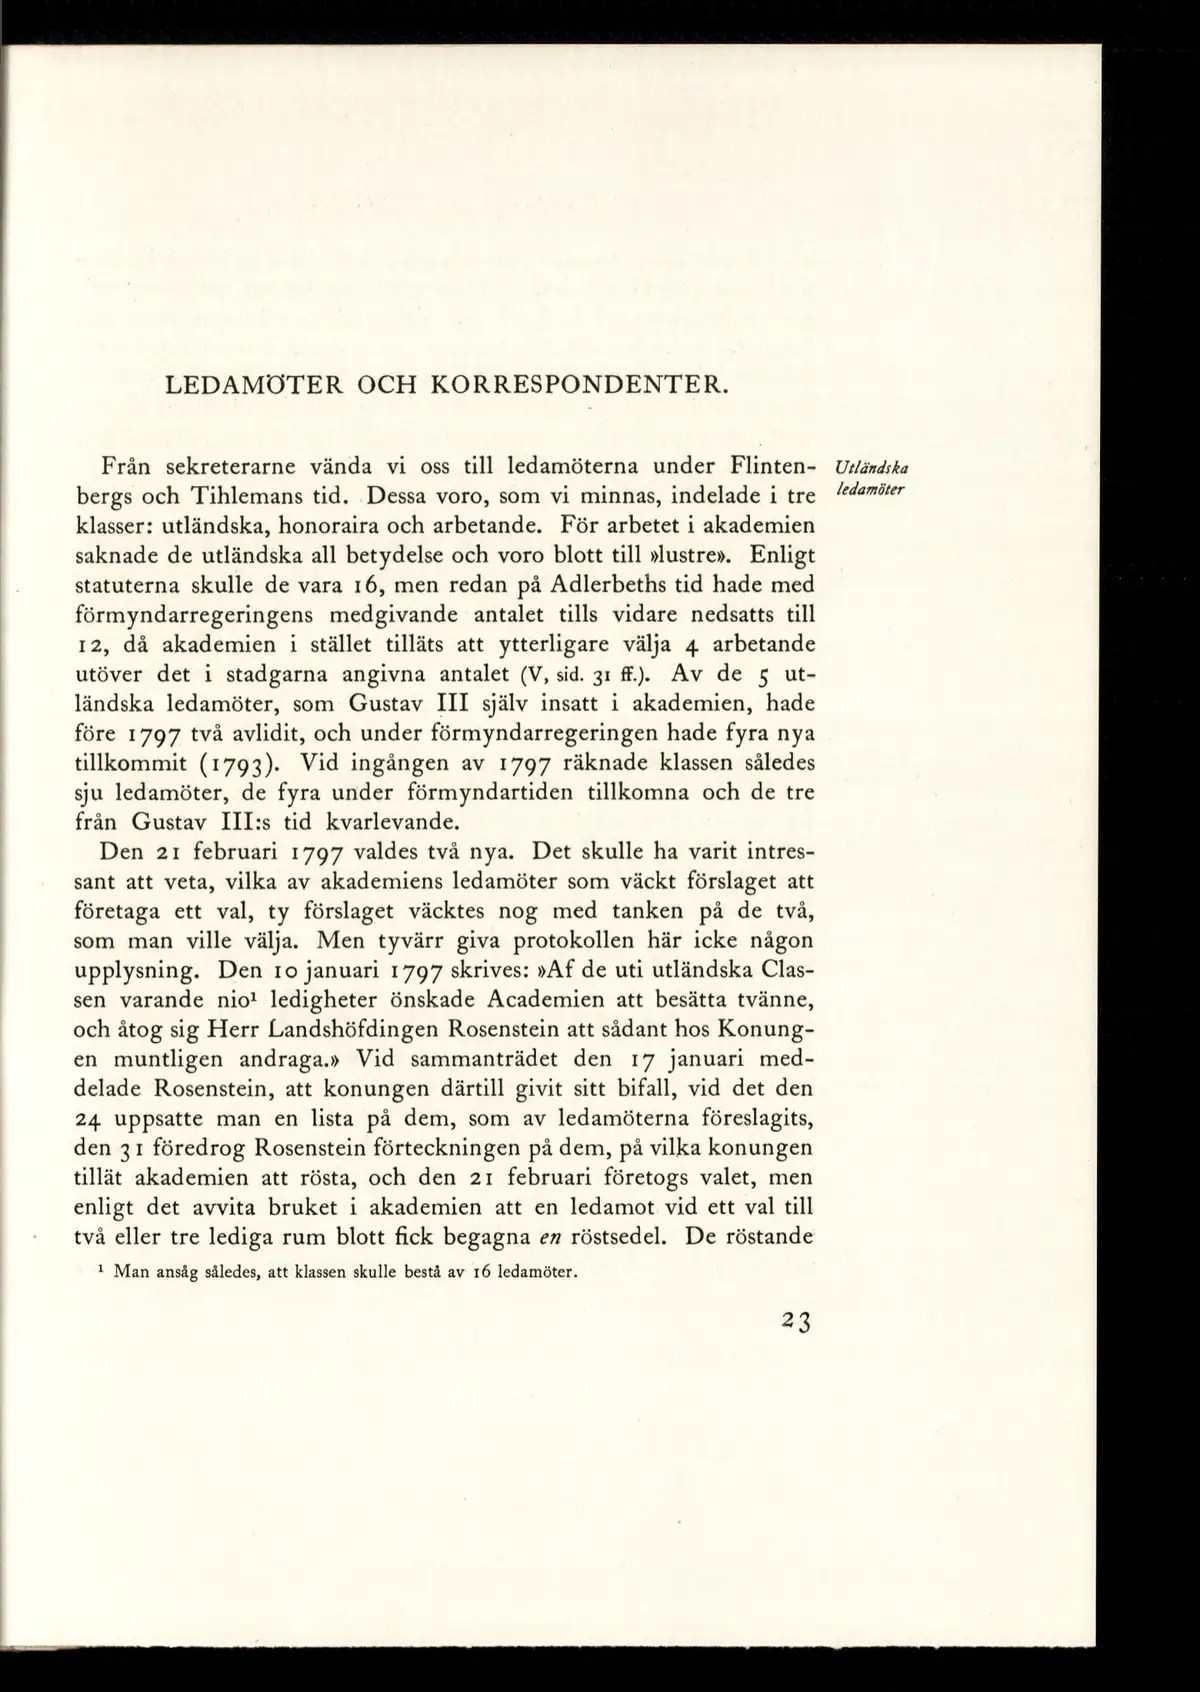 LEDAMÖTER OCH KORRESPONDENTER.
Från sekreterarne vända vi oss till ledamöterna under Flinten-
bergs och Tihlemans tid. Dessa voro, som vi minnas, indelade i tre
klasser: utländska, honoraira och arbetande. För arbetet i akademien
saknade de utländska all betydelse och voro blott till »lustre». Enligt
statuterna skulle de vara 16, men redan på Adlerbeths tid hade med
förmyndarregeringens medgivande antalet tills vidare nedsatts till
12, då akademien i stället tilläts att ytterligare välja 4 arbetande
utöver det i stadgarna angivna antalet (V, sid. 31 ff.). Av de 5 ut-
ländska ledamöter, som Gustav III själv insatt i akademien, hade
före 1797 två avlidit, och under förmyndarregeringen hade fyra nya
tillkommit (1793). Vid ingången av 1797 räknade klassen således
sju ledamöter, de fyra under förmyndartiden tillkomna och de tre
från Gustav III:s tid kvarlevande.
Den 21 februari 1797 valdes två nya. Det skulle ha varit intres-
sant att veta, vilka av akademiens ledamöter som väckt förslaget att
företaga ett val, ty förslaget väcktes nog med tanken på de två,
som man ville välja. Men tyvärr giva protokollen här icke någon
upplysning. Den 10 januari 1797 skrives: »Af de uti utländska Clas-
sen varande nio¹ ledigheter önskade Academien att besätta tvänne,
och åtog sig Herr Landshöfdingen Rosenstein att sådant hos Konung-
en muntligen andraga.» Vid sammanträdet den 17 januari med-
delade Rosenstein, att konungen därtill givit sitt bifall, vid det den
24 uppsatte man en lista på dem, som av ledamöterna föreslagits,
den 31 föredrog Rosenstein förteckningen på dem, på vilka konungen
tillät akademien att rösta, och den 21 februari företogs valet, men
enligt det avvita bruket i akademien att en ledamot vid ett val till
två eller tre lediga rum blott fick begagna en röstsedel. De röstande
Utländska
ledamöter
¹ Man ansåg således, att klassen skulle bestå av 16 ledamöter.
23